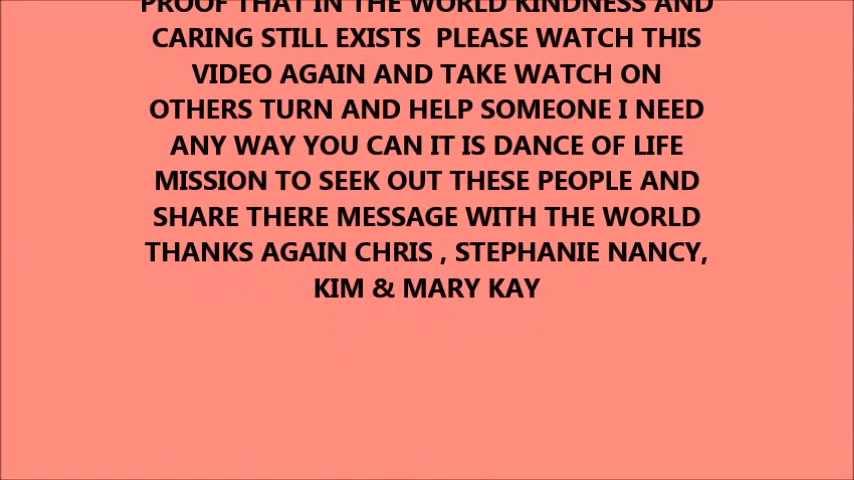 PROOF THAT IN THE WORLD KINDNESS AND
CARING STILL EXISTS  PLEASE WATCH THIS
VIDEO AGAIN AND TAKE WATCH ON
OTHERS TURN AND HELP SOMEONE I NEED
ANY WAY YOU CAN IT IS DANCE OF LIFE
MISSION TO SEEK OUT THESE PEOPLE AND
SHARE THERE MESSAGE WITH THE WORLD
THANKS AGAIN CHRIS , STEPHANIE NANCY,
KIM & MARY KAY